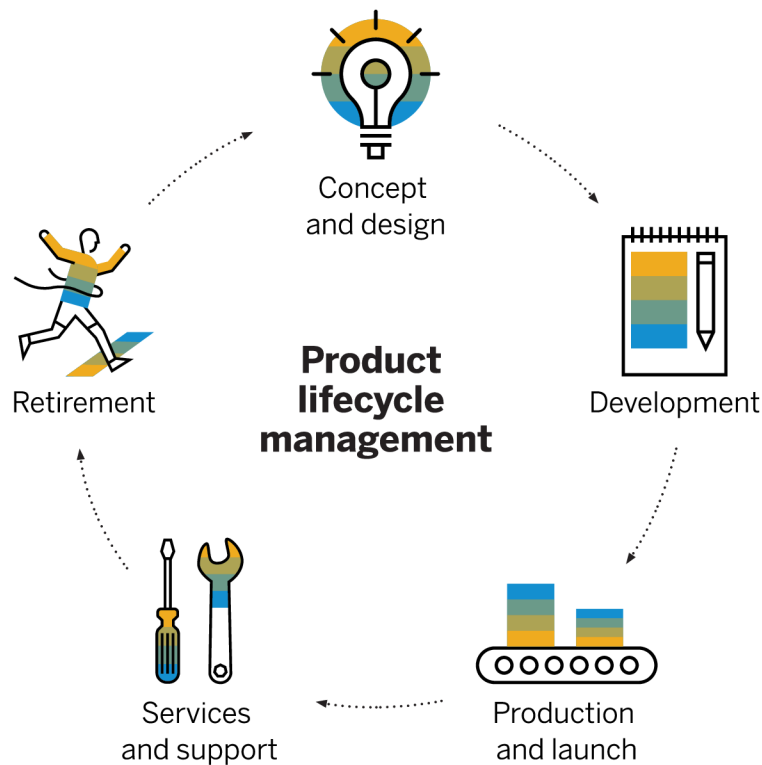 Concept
and design
Development
Production
and launch
Services
and support
Retirement
Product
lifecycle
management